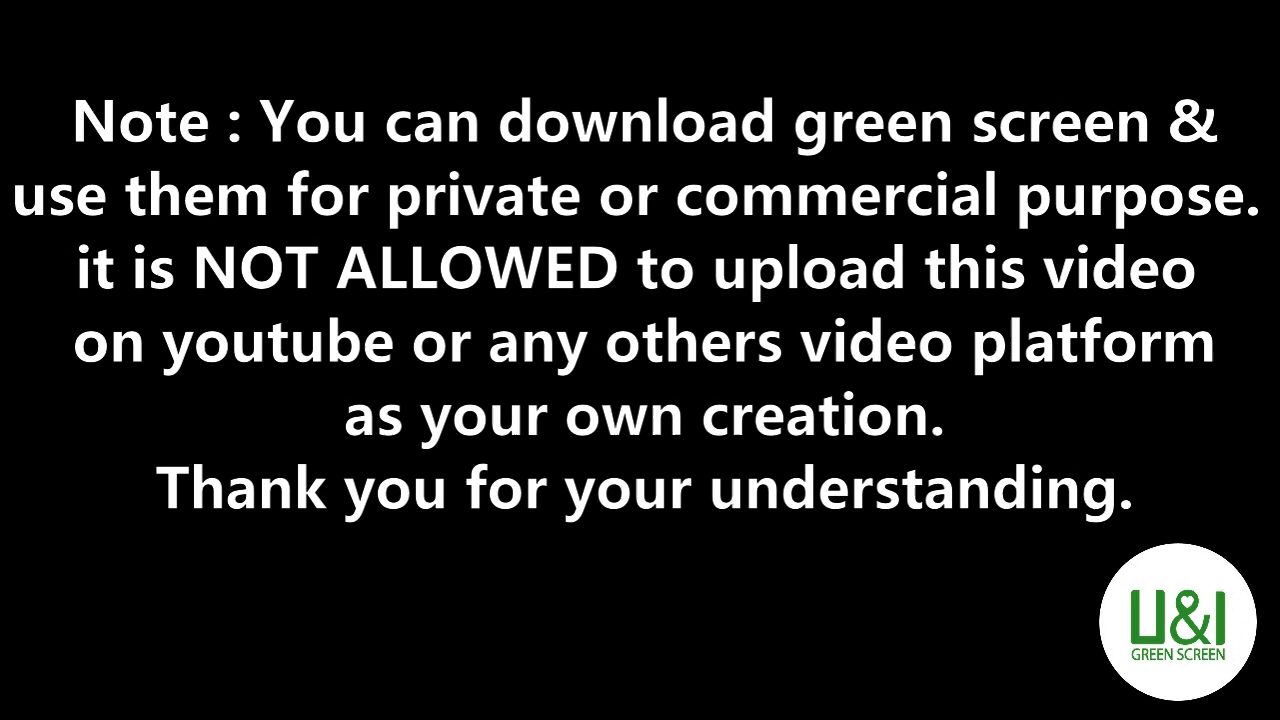 Note : You can download green screen &
use them for private or commercial purpose.
it is NOT ALLOWED to upload this video
on youtube or any others video platform
as your own creation.
Thank you for your understanding.
U&I
GREEN SCREEN